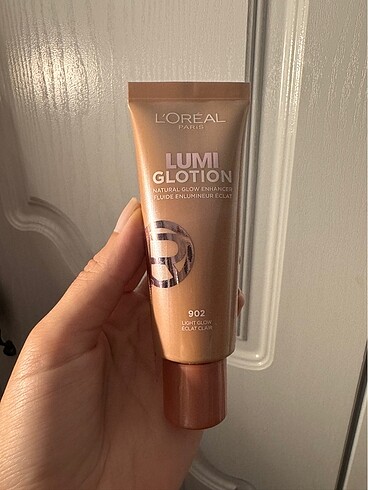 L'ORÉAL
PARIS
LUMI
GLOTION
NATURAL GLOW ENHANCER
FLUIDE ENLUMINEUR ÉCLAT
902
LIGHT GLOW
ÉCLAT CLAIR